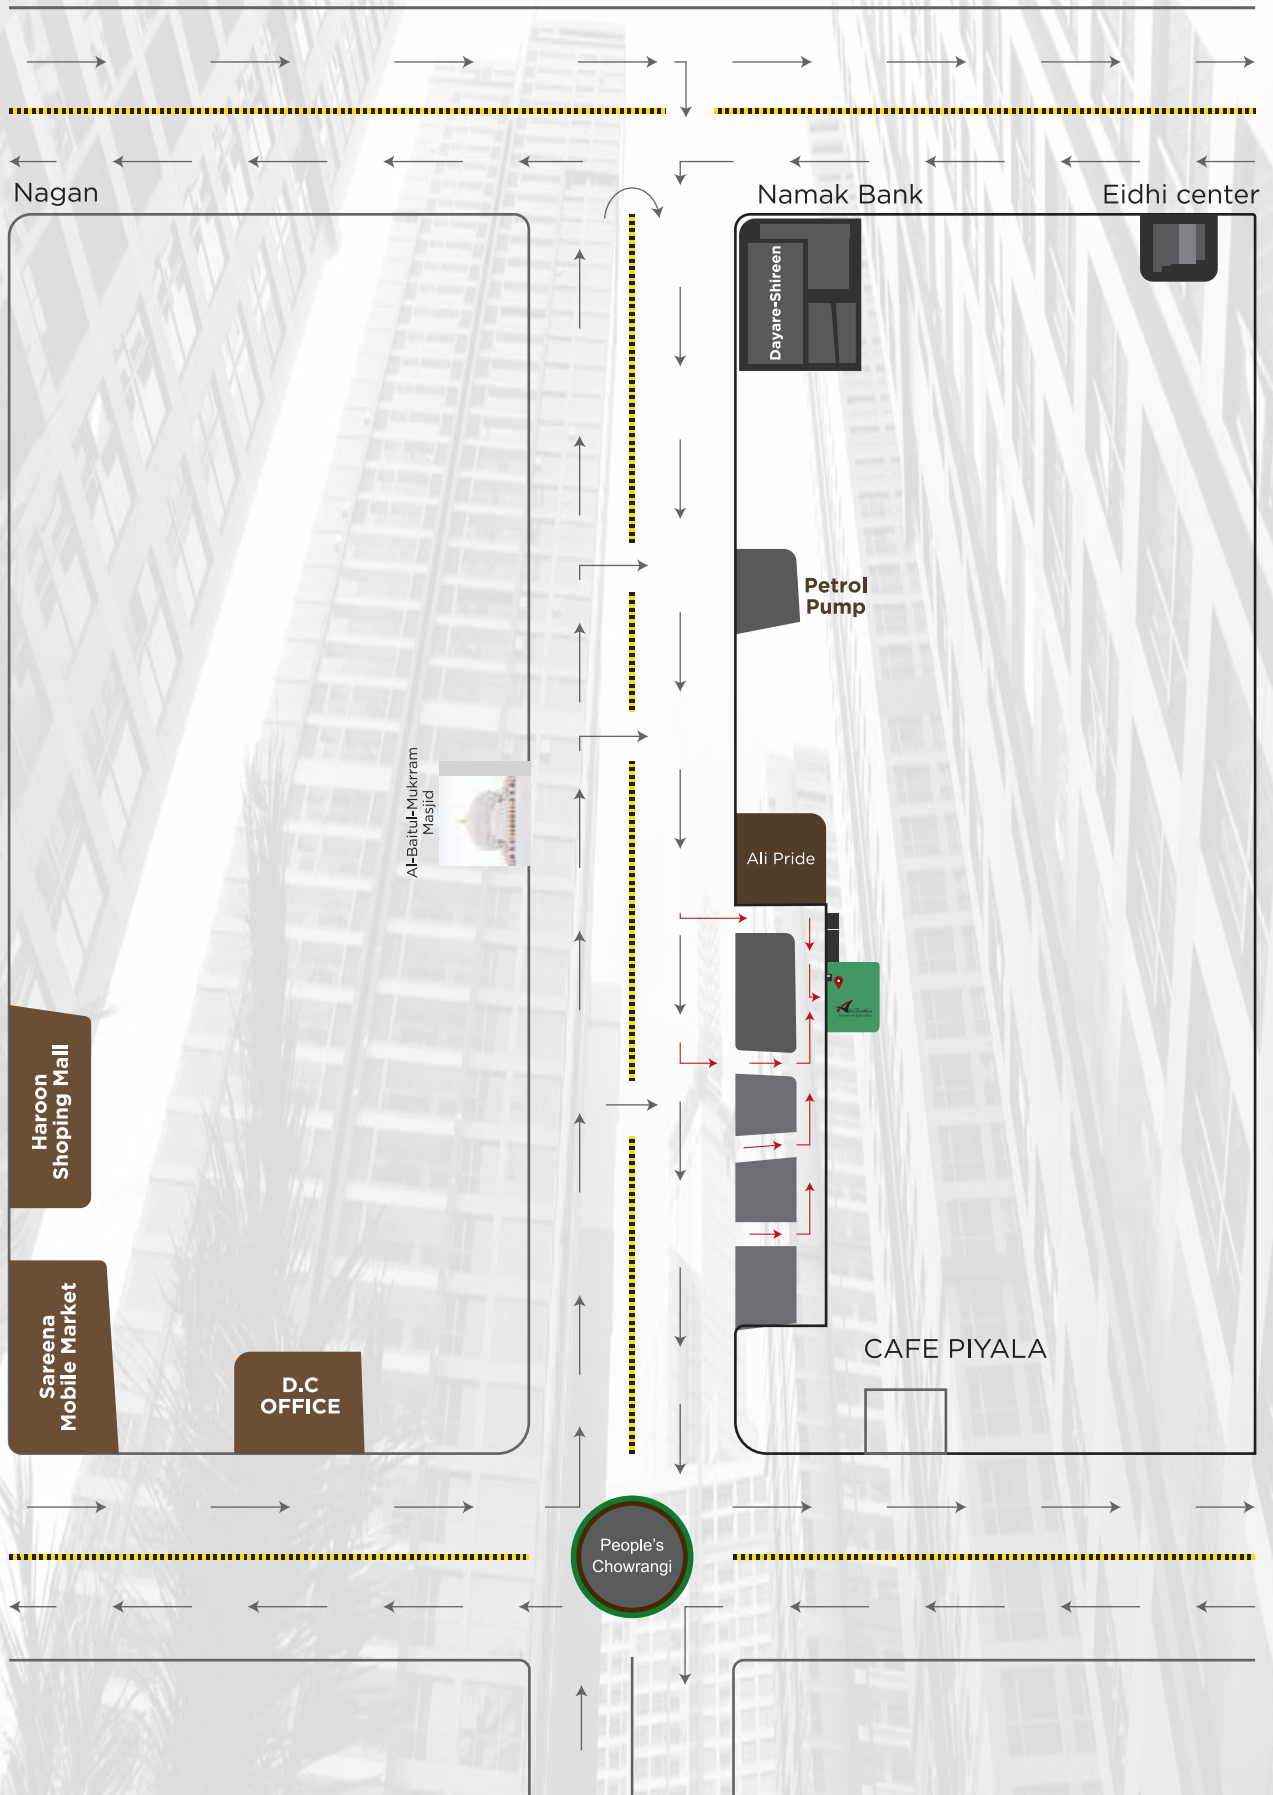 Nagan
Namak Bank
Eidhi center
Dayare-Shireen
Petrol
Pump
Al-Baitul-Mukrram
Masjid
Ali Pride
Haroon
Shoping Mall
Sareena
Mobile Market
D.C
OFFICE
CAFE PIYALA
People's
Chowrangi